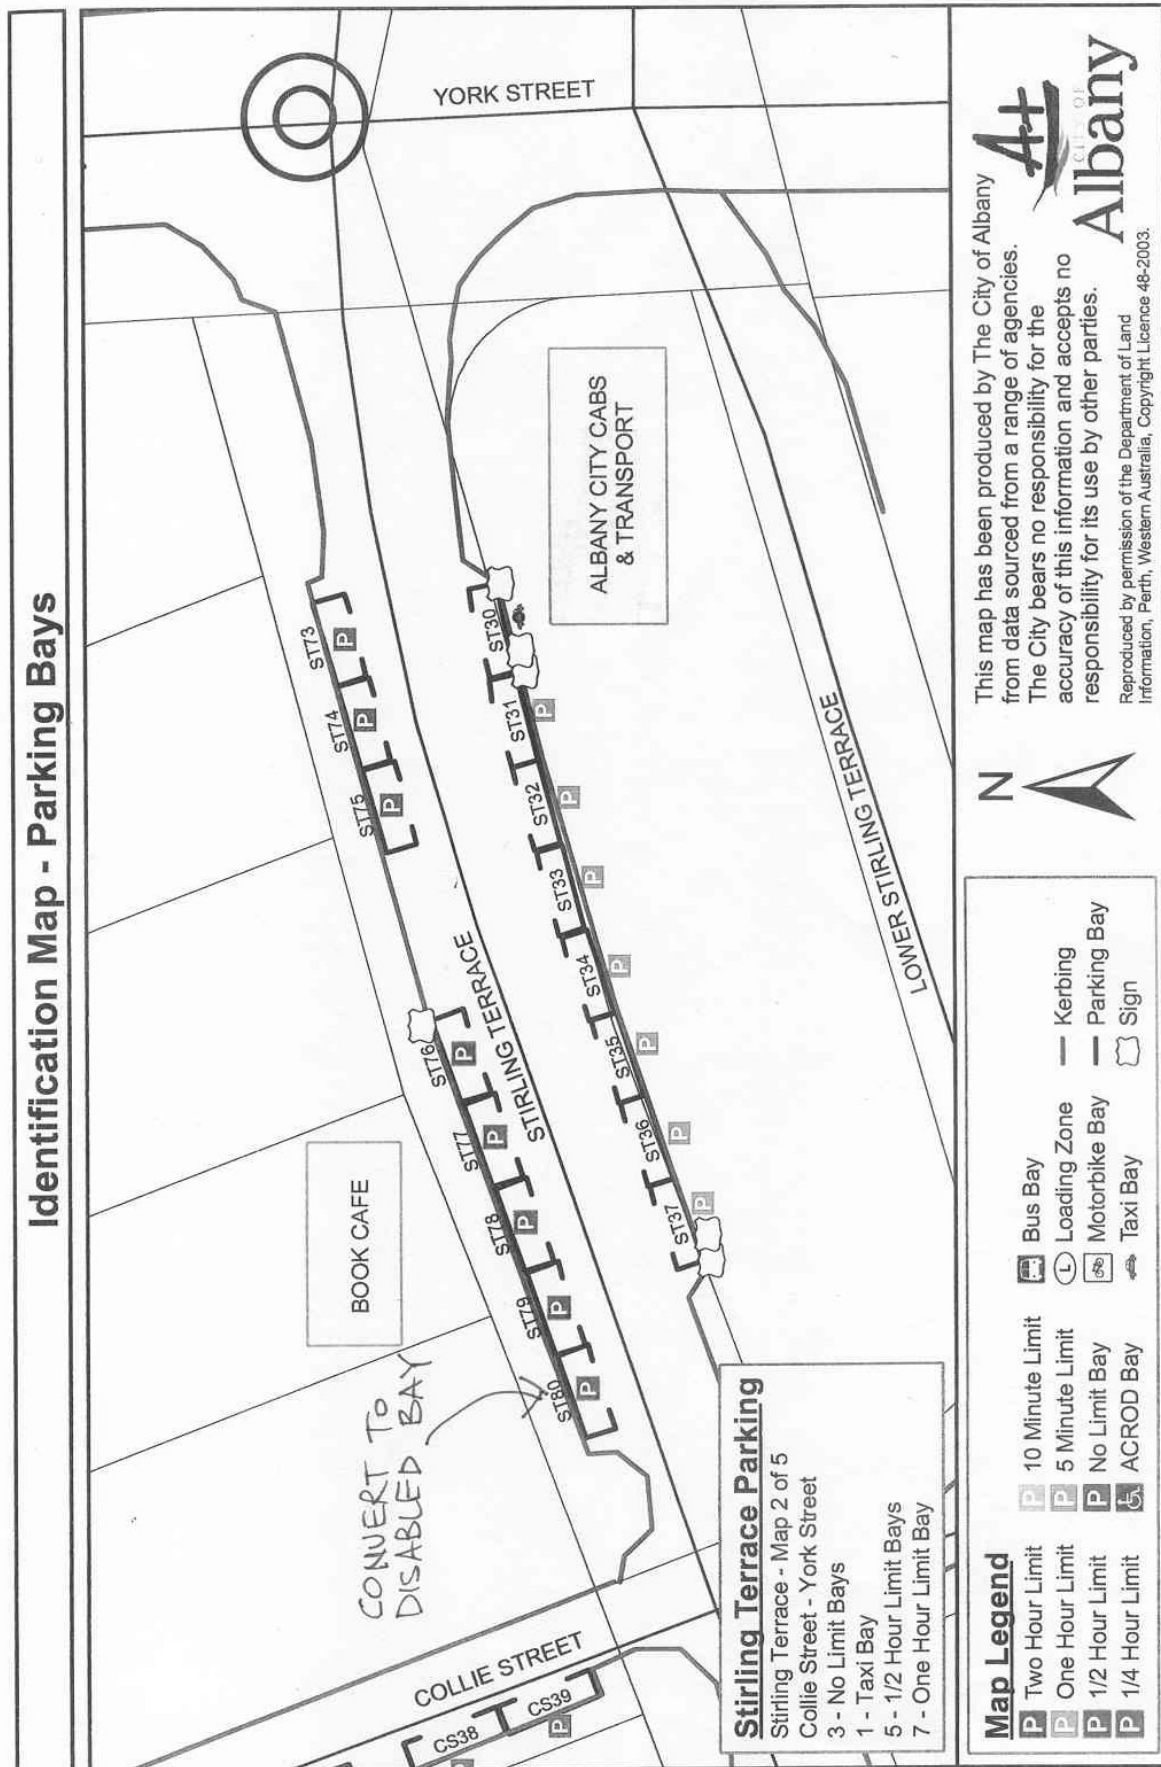 Identification Map - Parking Bays
YORK STREET
ST73
ST74
ST75
ST76
ST77
ST78
ST79
ST80
P
P
P
P
P
P
P
P
STIRLING TERRACE
ST30
ST31
ST32
ST33
ST34
ST35
ST36
ST37
P
P
P
P
P
P
P
BOOK CAFE
ALBANY CITY CABS
& TRANSPORT
LOWER STIRLING TERRACE
CONVERT TO
DISABLED BAY
COLLIE STREET
CS38
CS39
P
Stirling Terrace Parking
Stirling Terrace - Map 2 of 5
Collie Street - York Street
3 - No Limit Bays
1 - Taxi Bay
5 - 1/2 Hour Limit Bays
7 - One Hour Limit Bay
Map Legend
P Two Hour Limit
P One Hour Limit
P 1/2 Hour Limit
P 1/4 Hour Limit
P 10 Minute Limit
P 5 Minute Limit
P No Limit Bay
ACROD Bay
Bus Bay
L Loading Zone
Motorbike Bay
Taxi Bay
Kerbing
Parking Bay
Sign
N
This map has been produced by The City of Albany
from data sourced from a range of agencies.
The City bears no responsibility for the
accuracy of this information and accepts no
responsibility for its use by other parties.
Reproduced by permission of the Department of Land
Information, Perth, Western Australia, Copyright Licence 48-2003.
CITY OF
Albany